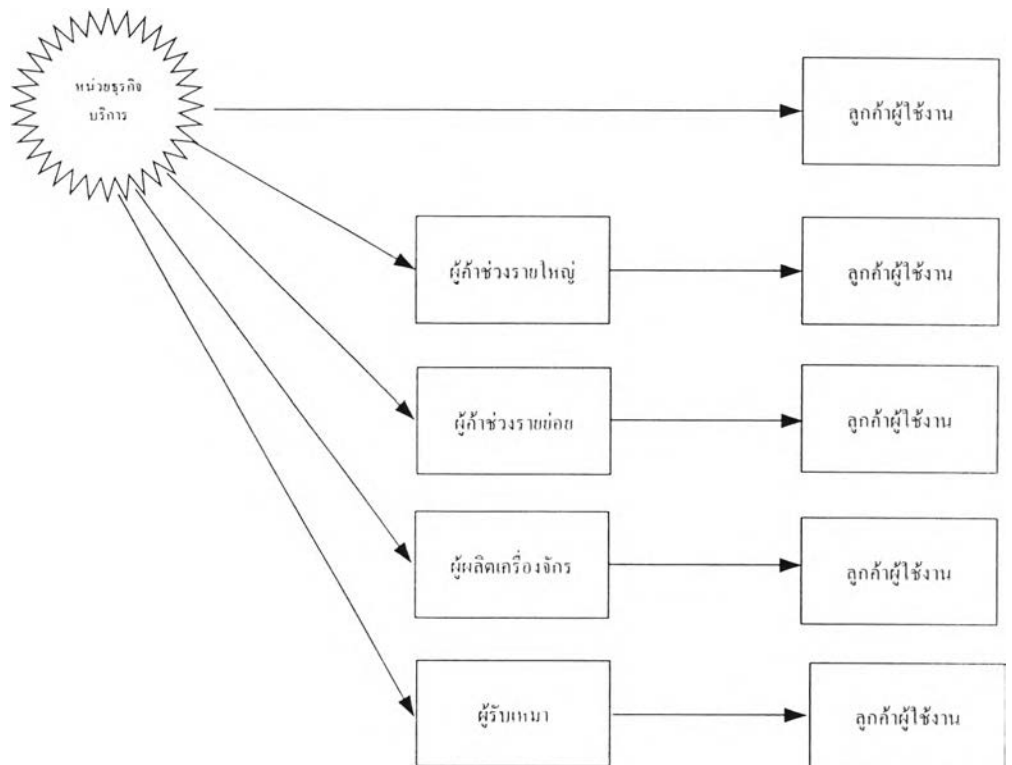 หน่วยธุรกิจ
บริการ
ลูกค้าผู้ใช้งาน
ผู้ค้าช่วงรายใหญ่
ลูกค้าผู้ใช้งาน
ผู้ค้าช่วงรายย่อย
ลูกค้าผู้ใช้งาน
ผู้ผลิตเครื่องจักร
ลูกค้าผู้ใช้งาน
ผู้รับเหมา
ลูกค้าผู้ใช้งาน